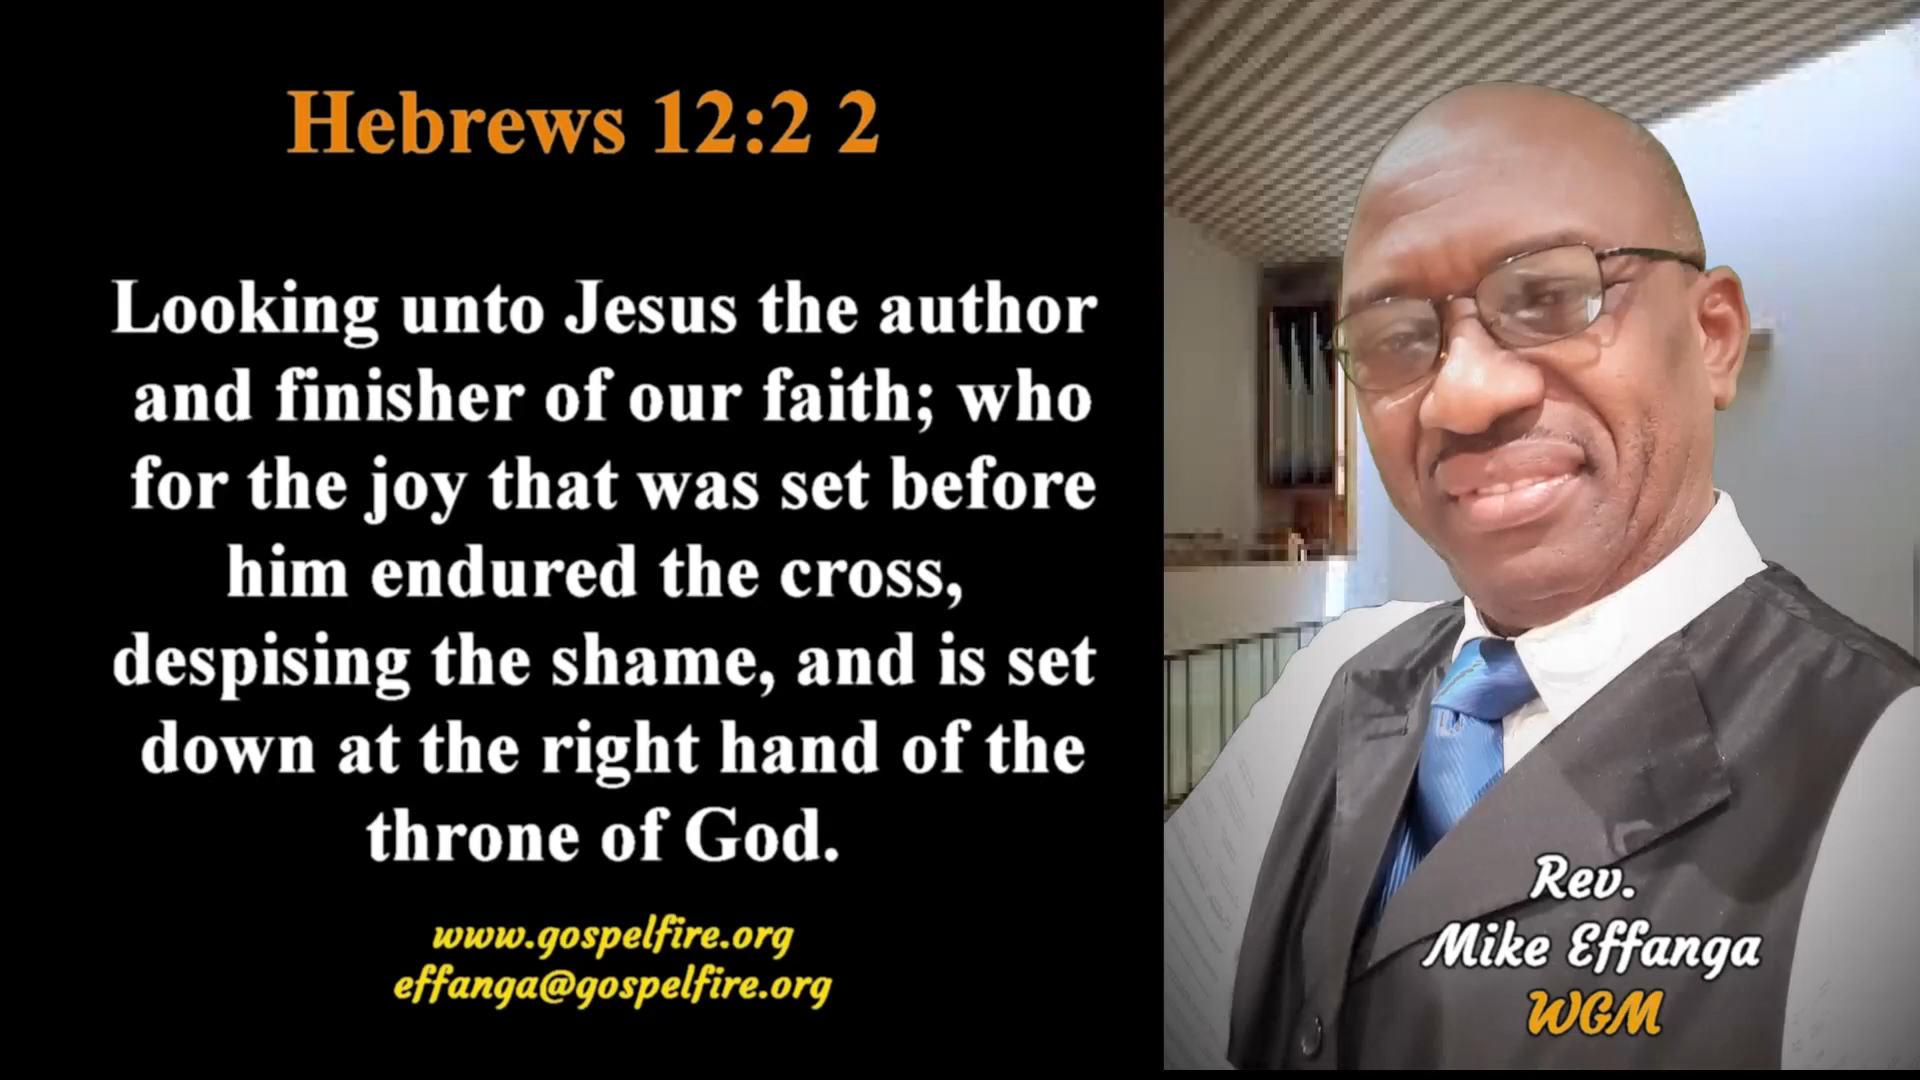 Hebrews 12:2 2
Looking unto Jesus the author
and finisher of our faith; who
for the joy that was set before
him endured the cross,
despising the shame, and is set
down at the right hand of the
throne of God.
www.gospelfire.org
effanga@gospelfire.org
Rev.
Mike Effanga
WGM